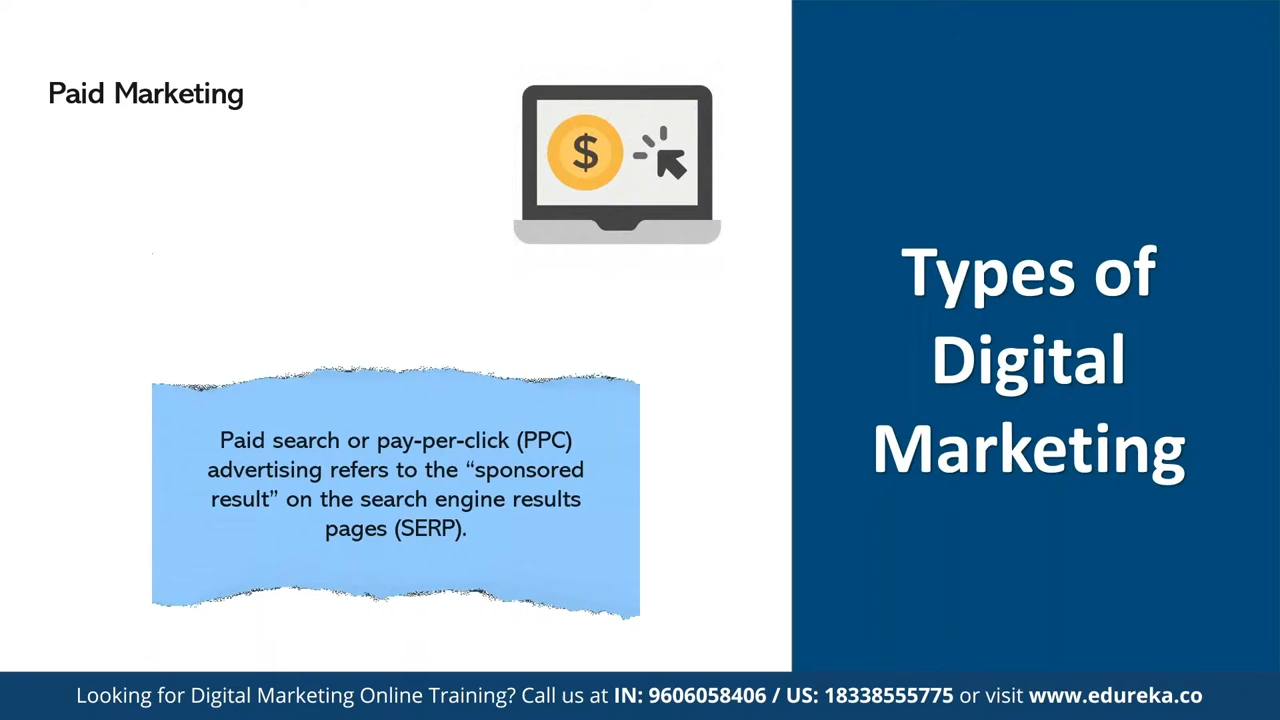 Paid Marketing
$
Paid search or pay-per-click (PPC)
advertising refers to the “sponsored
result” on the search engine results
pages (SERP).
Types of
Digital
Marketing
Looking for Digital Marketing Online Training? Call us at IN: 9606058406 / US: 18338555775 or visit www.edureka.co